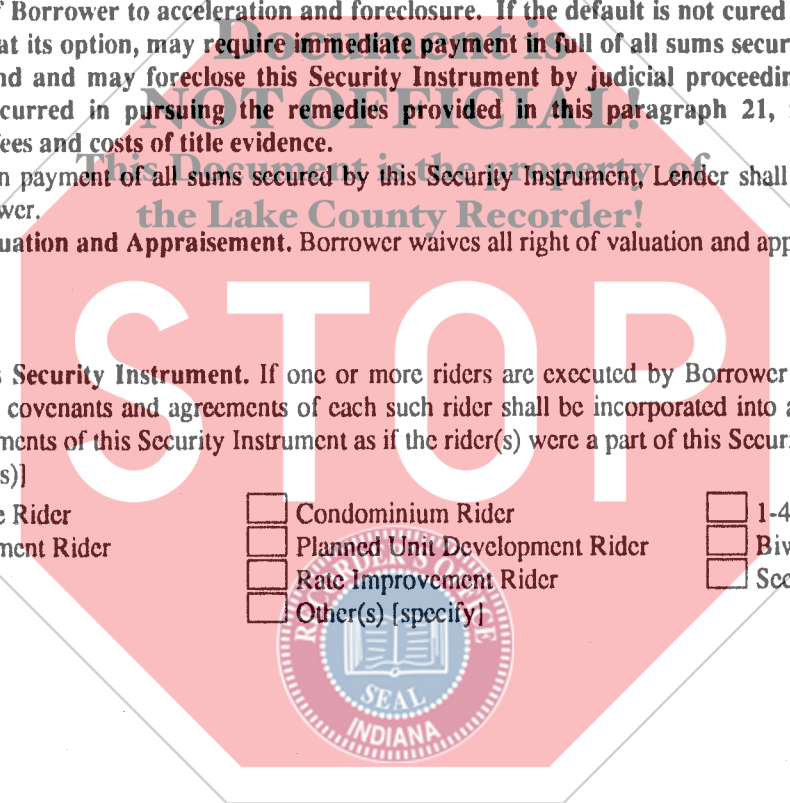 f Borrower to acceleration and foreclosure. If the default is not cured
Document is
at its option, may require immediate payment in full of all sums secur
nd and may foreclose this Security Instrument by judicial proceedin
NOT OFFICIAL!
curred in pursuing the remedies provided in this paragraph 21,
ees and costs of title evidence.
This Document is the property of
n payment of all sums secured by this Security Instrument, Lender shall
wer.
the Lake County Recorder!
uation and Appraisement. Borrower waives all right of valuation and app
STOP
s Security Instrument. If one or more riders are executed by Borrower
covenants and agreements of each such rider shall be incorporated into a
ments of this Security Instrument as if the rider(s) were a part of this Secur
s)]
e Rider Condominium Rider 1-4
ment Rider Planned Unit Development Rider Biv
Rate Improvement Rider Sec
Other(s) [specify]
RECORDER'S OFFICE
SEAL
INDIANA